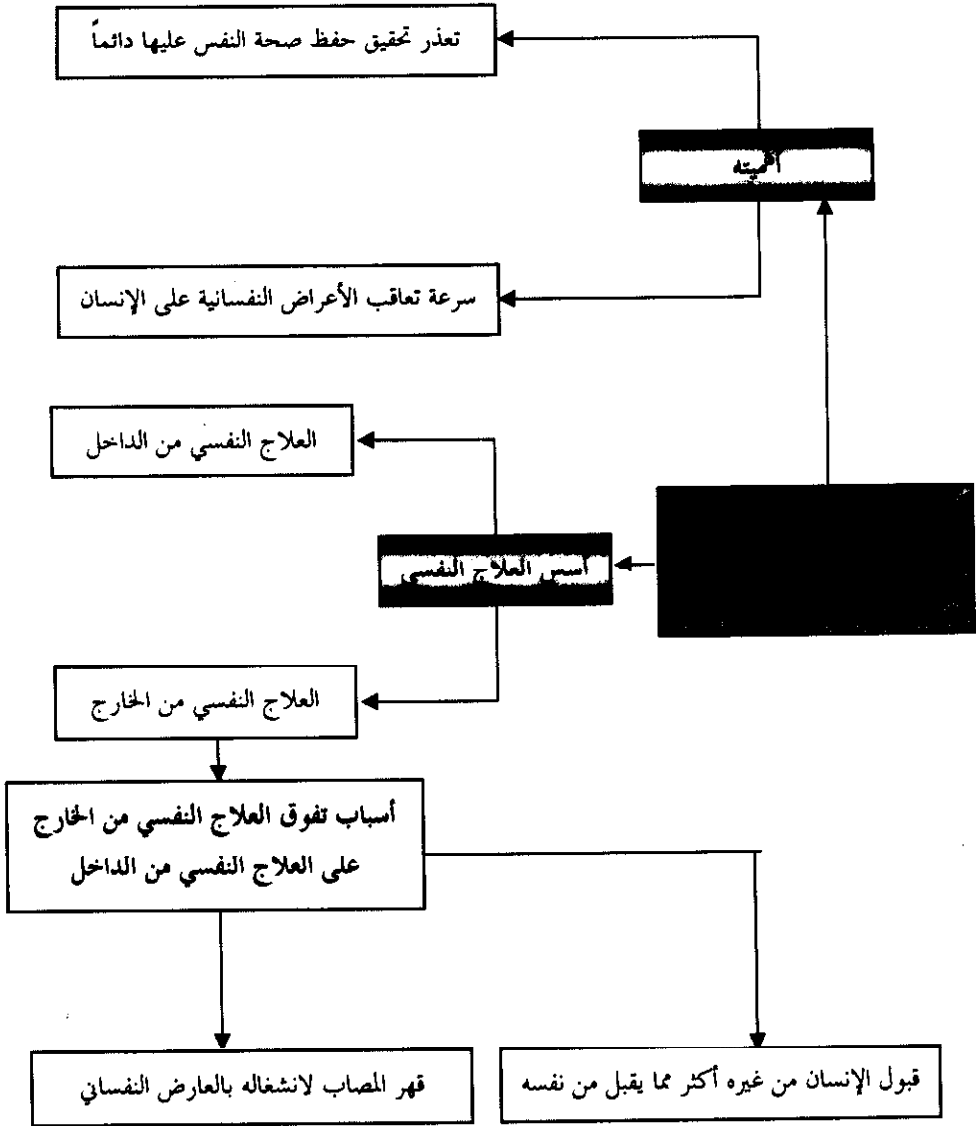 تعذر تحقيق حفظ صحة النفس عليها دائماً
أهميته
سرعة تعاقب الأعراض النفسانية على الإنسان
العلاج النفسي من الداخل
أسس العلاج النفسي
العلاج النفسي من الخارج
أسباب تفوق العلاج النفسي من الخارج
على العلاج النفسي من الداخل
قبول الإنسان من غيره أكثر مما يقبل من نفسه
قهر المصاب لانشغاله بالعارض النفساني